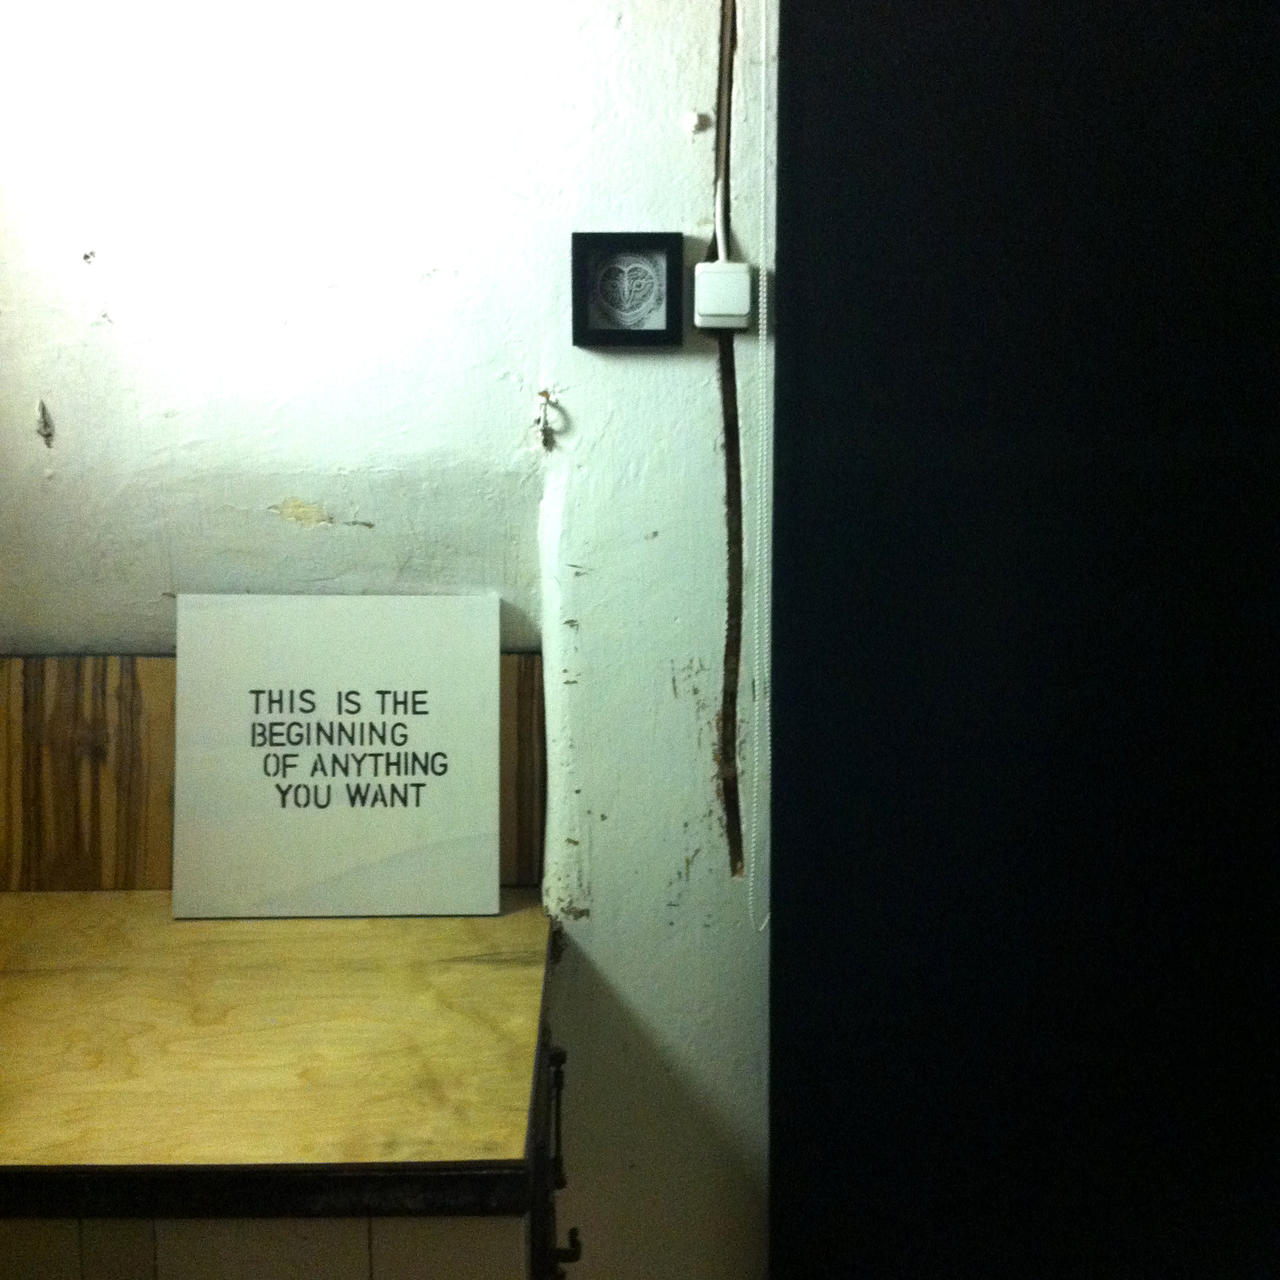 THIS IS THE
BEGINNING
OF ANYTHING
YOU WANT